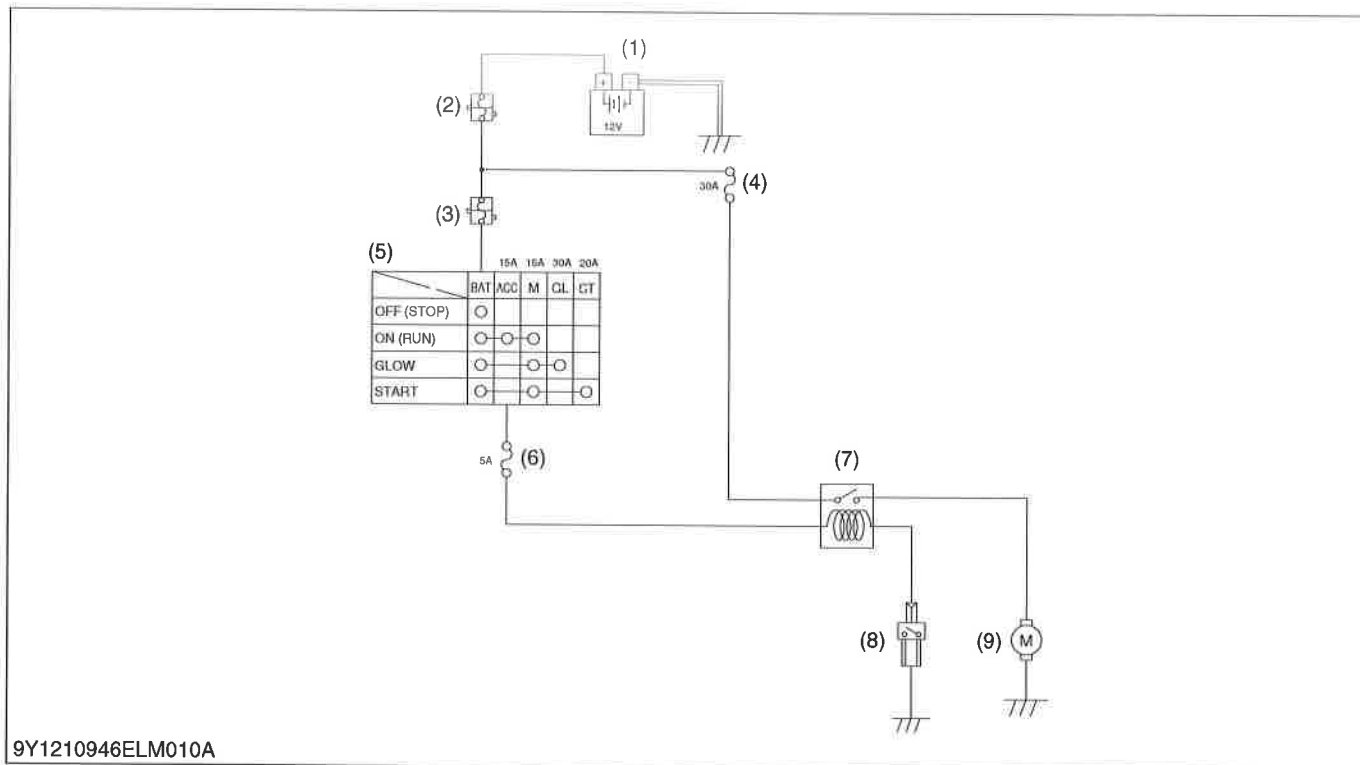 (1)
+ -
12V
(2)
30A (4)
(3)
(5)
15A 15A 30A 20A
BAT ACC M GL ST
OFF (STOP)
ON (RUN)
GLOW
START
5A (6)
(7)
(8)
(9) M
9Y1210946ELM010A